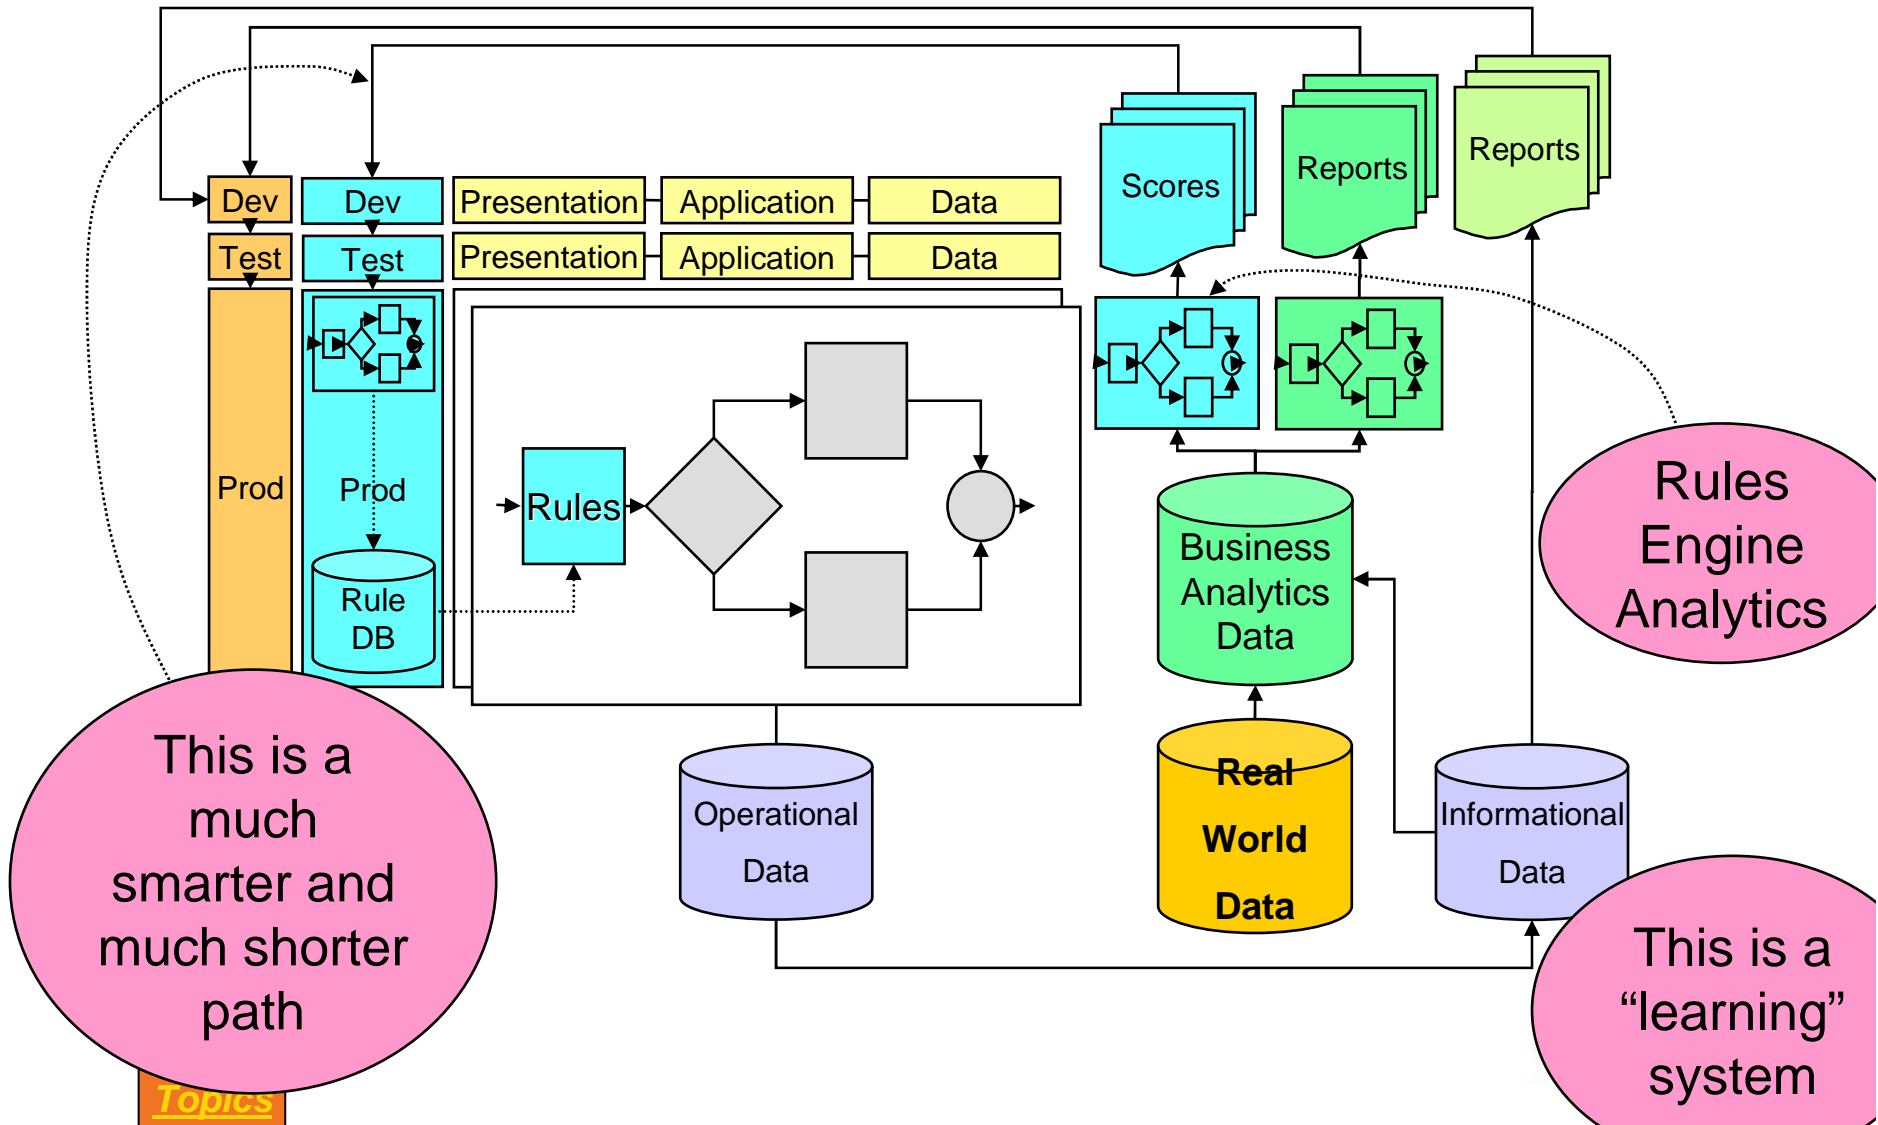 Reports
Reports
Scores
Dev
Dev
Presentation
Application
Data
Test
Test
Presentation
Application
Data
Prod
Prod
Rules
Rule
DB
Business
Analytics
Data
Rules
Engine
Analytics
Operational
Data
Real
World
Data
Informational
Data
This is a
much
smarter and
much shorter
path
This is a
“learning”
system
Topics